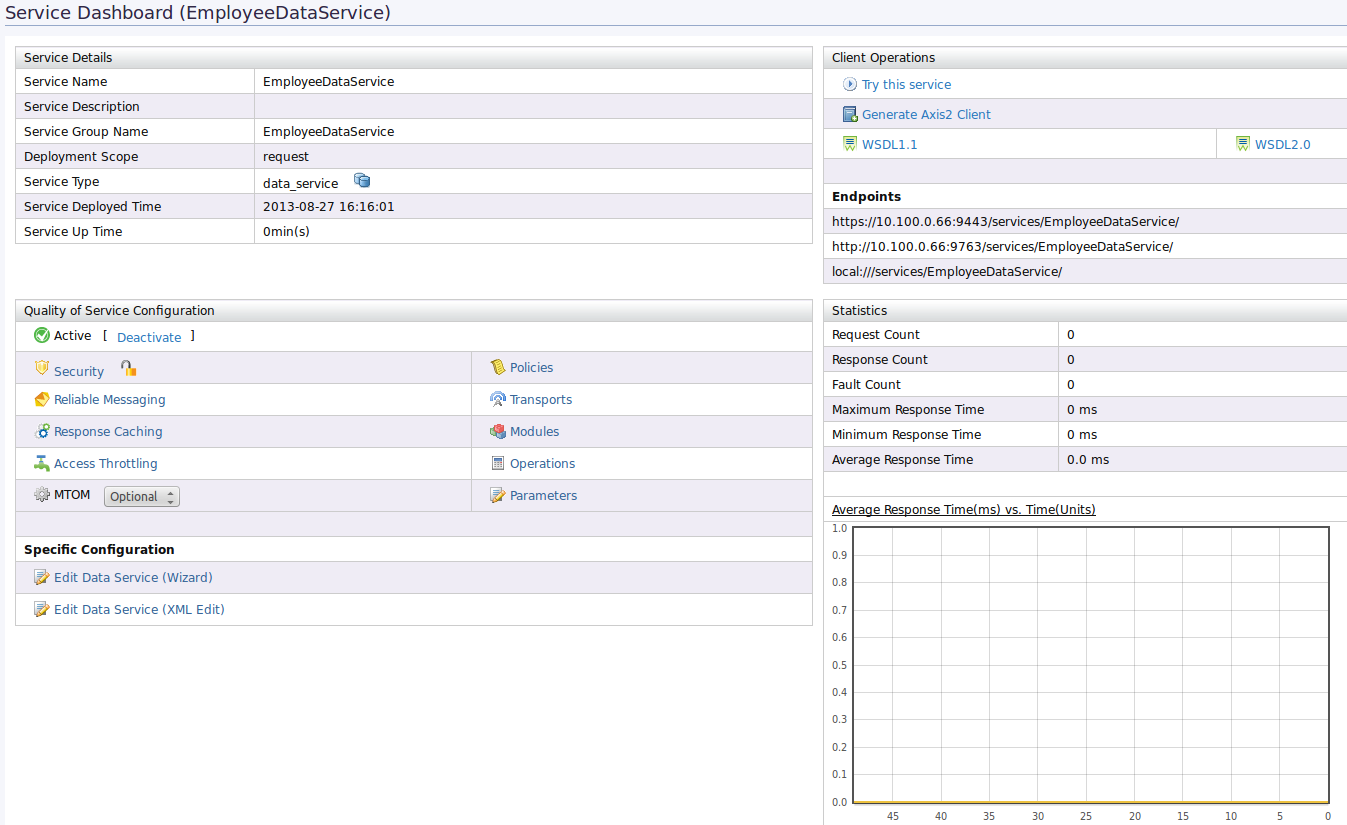 Service Dashboard (EmployeeDataService)
Service Details
Service Name EmployeeDataService
Service Description
Service Group Name EmployeeDataService
Deployment Scope request
Service Type data_service
Service Deployed Time 2013-08-27 16:16:01
Service Up Time 0min(s)
Client Operations
Try this service
Generate Axis2 Client
WSDL1.1 WSDL2.0
Endpoints
https://10.100.0.66:9443/services/EmployeeDataService/
http://10.100.0.66:9763/services/EmployeeDataService/
local:///services/EmployeeDataService/
Quality of Service Configuration
Active [ Deactivate ]
Security Policies
Reliable Messaging Transports
Response Caching Modules
Access Throttling Operations
MTOM Optional Parameters
Specific Configuration
Edit Data Service (Wizard)
Edit Data Service (XML Edit)
Statistics
Request Count 0
Response Count 0
Fault Count 0
Maximum Response Time 0 ms
Minimum Response Time 0 ms
Average Response Time 0.0 ms
Average Response Time(ms) vs. Time(Units)
1.0
0.9
0.8
0.7
0.6
0.5
0.4
0.3
0.2
0.1
0.0
45 40 35 30 25 20 15 10 5 0